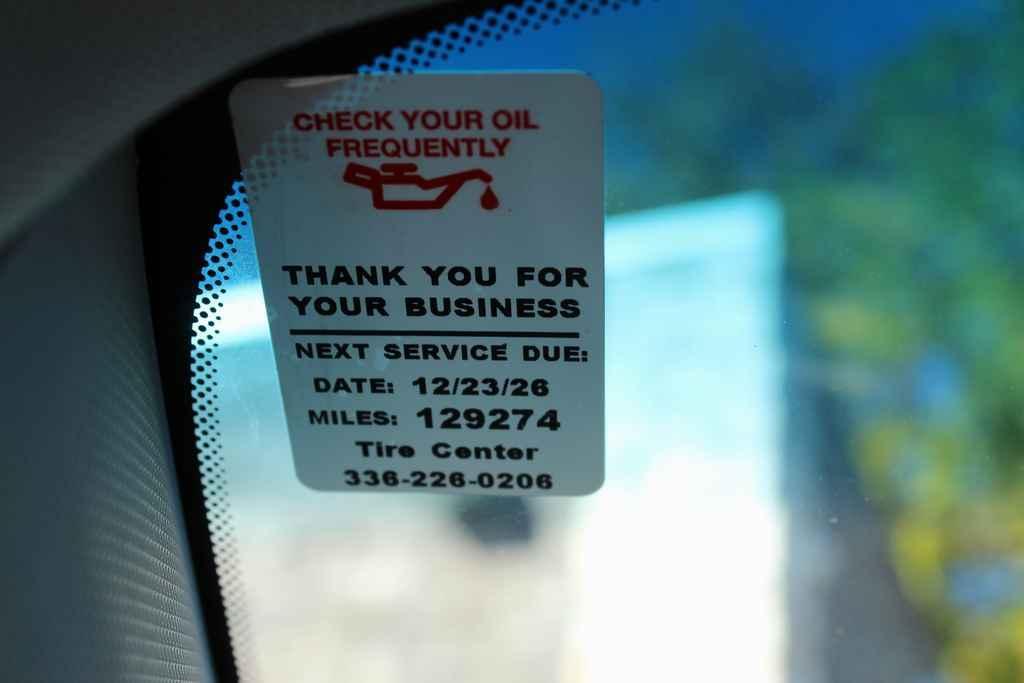 CHECK YOUR OIL
FREQUENTLY
THANK YOU FOR
YOUR BUSINESS
NEXT SERVICE DUE:
DATE: 12/23/26
MILES: 129274
Tire Center
336-226-0206